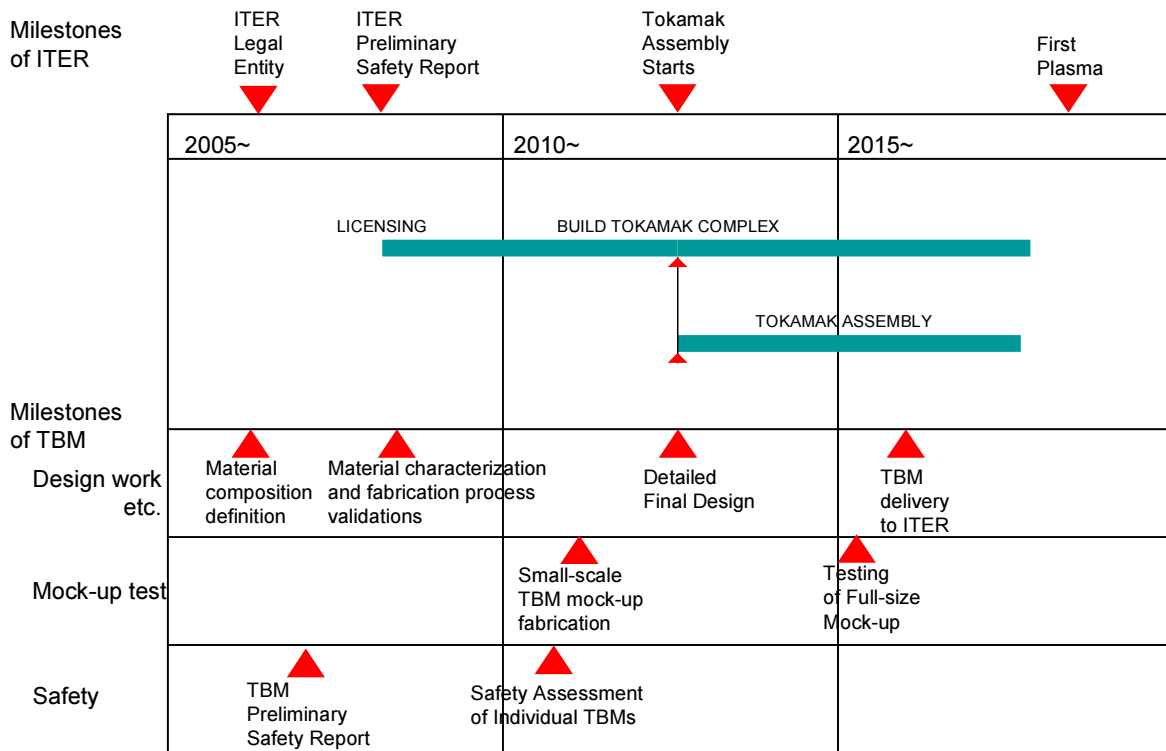 Milestones
of ITER
ITER
Legal
Entity
ITER
Preliminary
Safety Report
Tokamak
Assembly
Starts
First
Plasma
2005~
2010~
2015~
LICENSING
BUILD TOKAMAK COMPLEX
TOKAMAK ASSEMBLY
Milestones
of TBM
Design work
etc.
Material
composition
definition
Material characterization
and fabrication process
validations
Detailed
Final Design
TBM
delivery
to ITER
Mock-up test
Small-scale
TBM mock-up
fabrication
Testing
of Full-size
Mock-up
Safety
TBM
Preliminary
Safety Report
Safety Assessment
of Individual TBMs